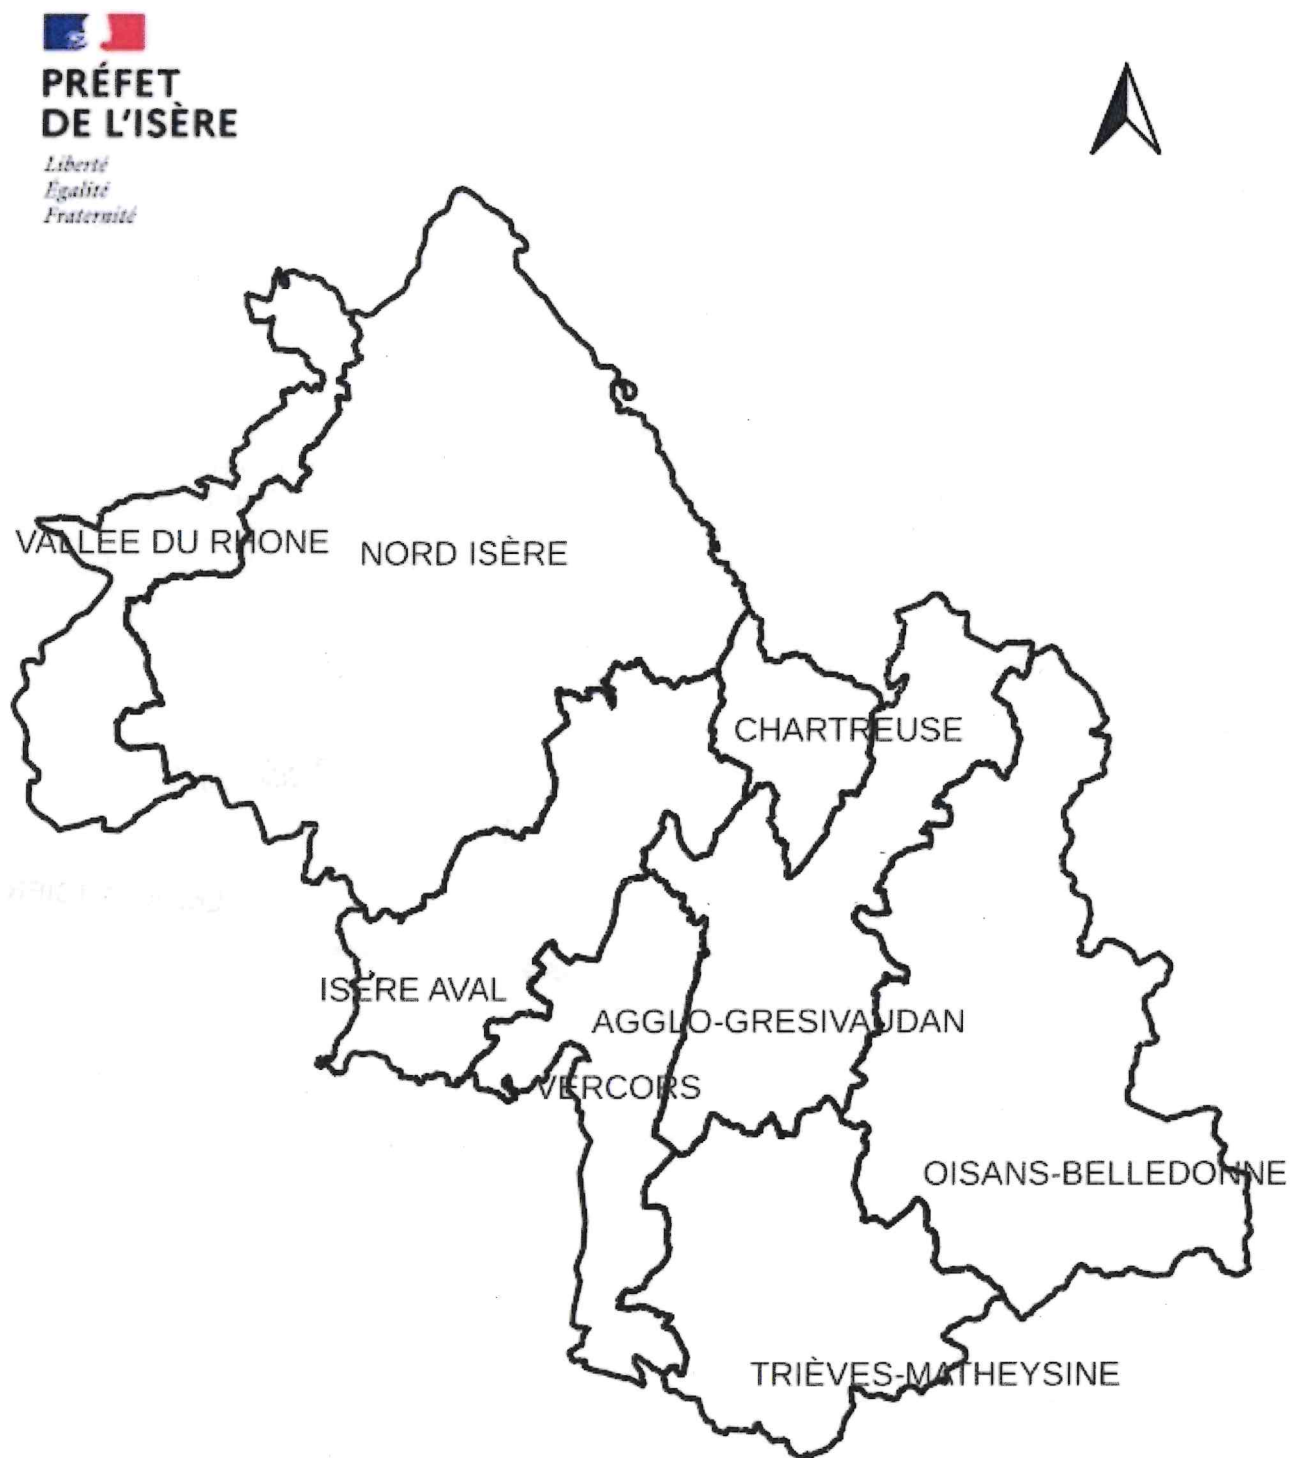 PRÉFET
DE L'ISÈRE
Liberté
Égalité
Fraternité
VALLEE DU RHONE
NORD ISÈRE
CHARTREUSE
ISÈRE AVAL
AGGLO-GRESIVAUDAN
VERCORS
OISANS-BELLEDONNE
TRIÈVES-MATHEYSINE